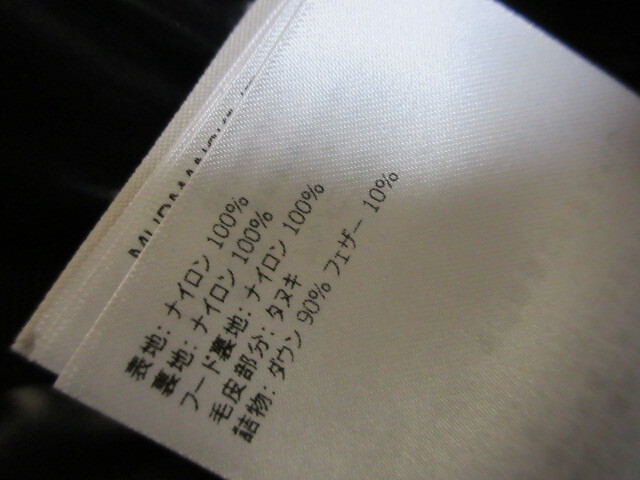 表地: ナイロン 100%
裏地: ナイロン 100%
フード裏地: ナイロン 100%
毛皮部分: タヌキ
詰物: ダウン 90% フェザー 10%